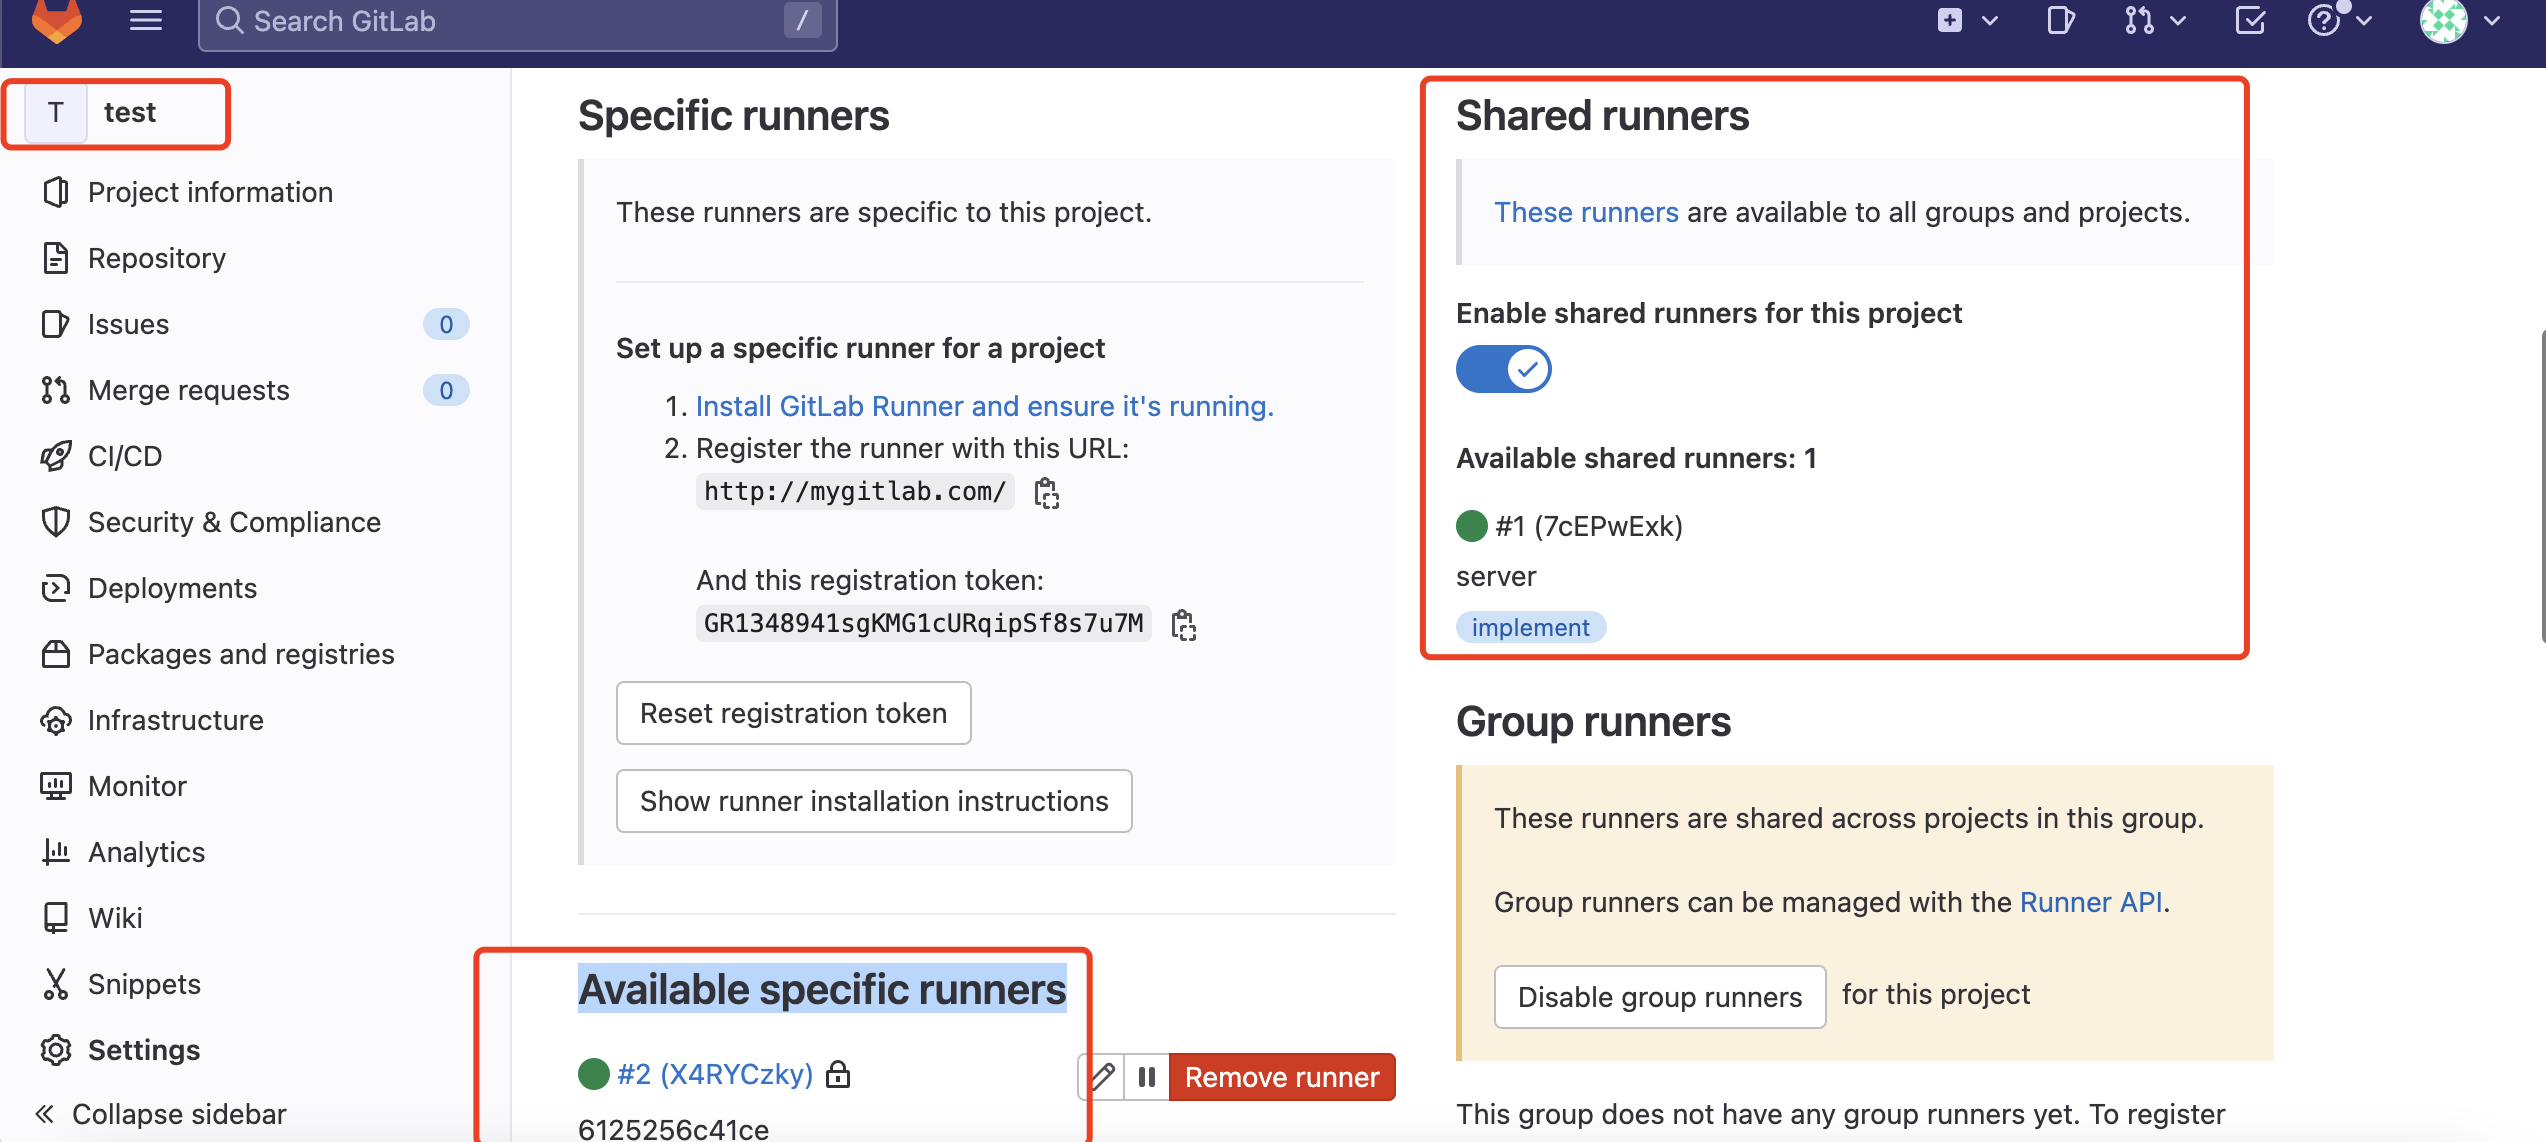 Search GitLab
/
T test
Project information
Repository
Issues 0
Merge requests 0
CI/CD
Security & Compliance
Deployments
Packages and registries
Infrastructure
Monitor
Analytics
Wiki
Snippets
Settings
Collapse sidebar
Specific runners
These runners are specific to this project.
Set up a specific runner for a project
1. Install GitLab Runner and ensure it's running.
2. Register the runner with this URL:
http://mygitlab.com/
And this registration token:
GR1348941sgKMG1cURqipSf8s7u7M
Reset registration token
Show runner installation instructions
Available specific runners
#2 (X4RYCzky)
Remove runner
6125256c41ce
Shared runners
These runners are available to all groups and projects.
Enable shared runners for this project
Available shared runners: 1
#1 (7cEPwExk)
server
implement
Group runners
These runners are shared across projects in this group.
Group runners can be managed with the Runner API.
Disable group runners for this project
This group does not have any group runners yet. To register